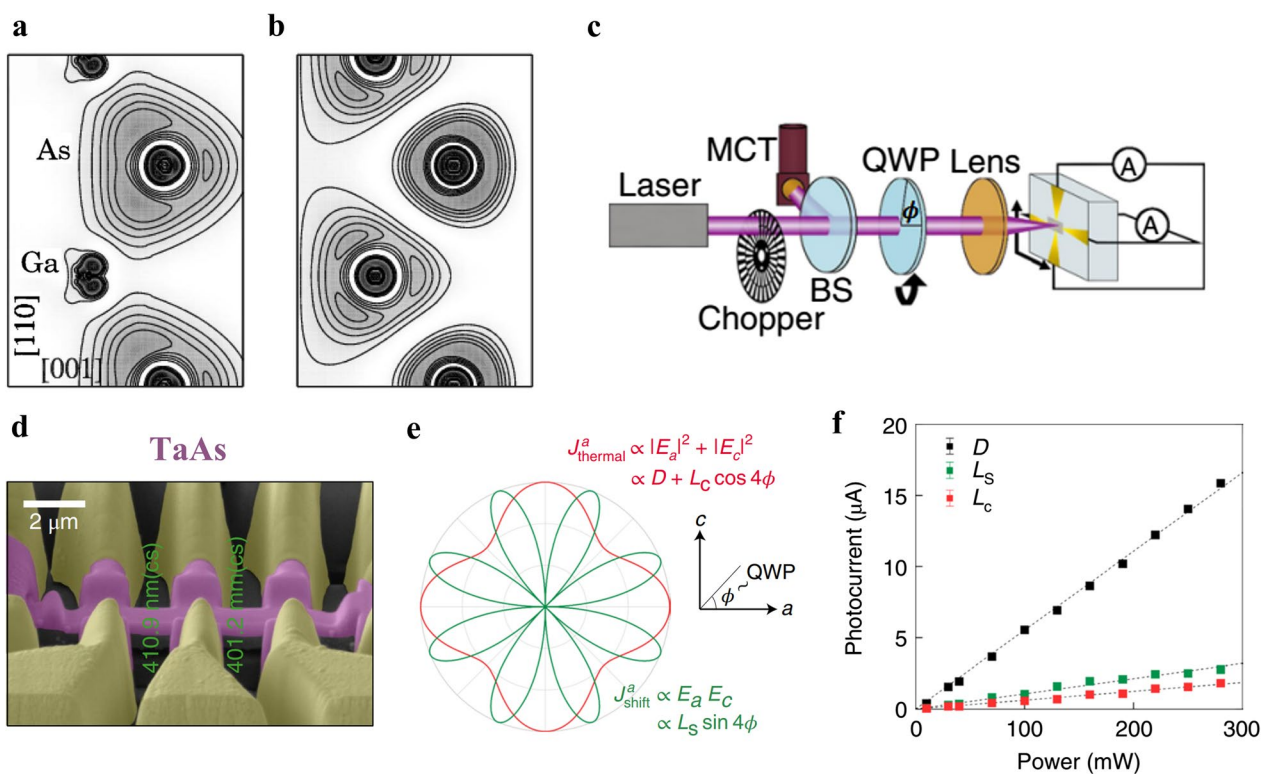 a
As
Ga
[110]
[001]
b
c
Laser
MCT
Chopper
BS
QWP
ϕ
Lens
A
A
d
TaAs
2 μm
410.9 nm(cs)
401.2 nm(cs)
e
J^a_thermal ∝ |E_a|² + |E_c|²
∝ D + L_C cos 4ϕ
c
QWP
ϕ
a
J^a_shift ∝ E_a E_c
∝ L_S sin 4ϕ
f
Photocurrent (μA)
20
15
10
5
0
D
L_S
L_c
0
100
200
300
Power (mW)